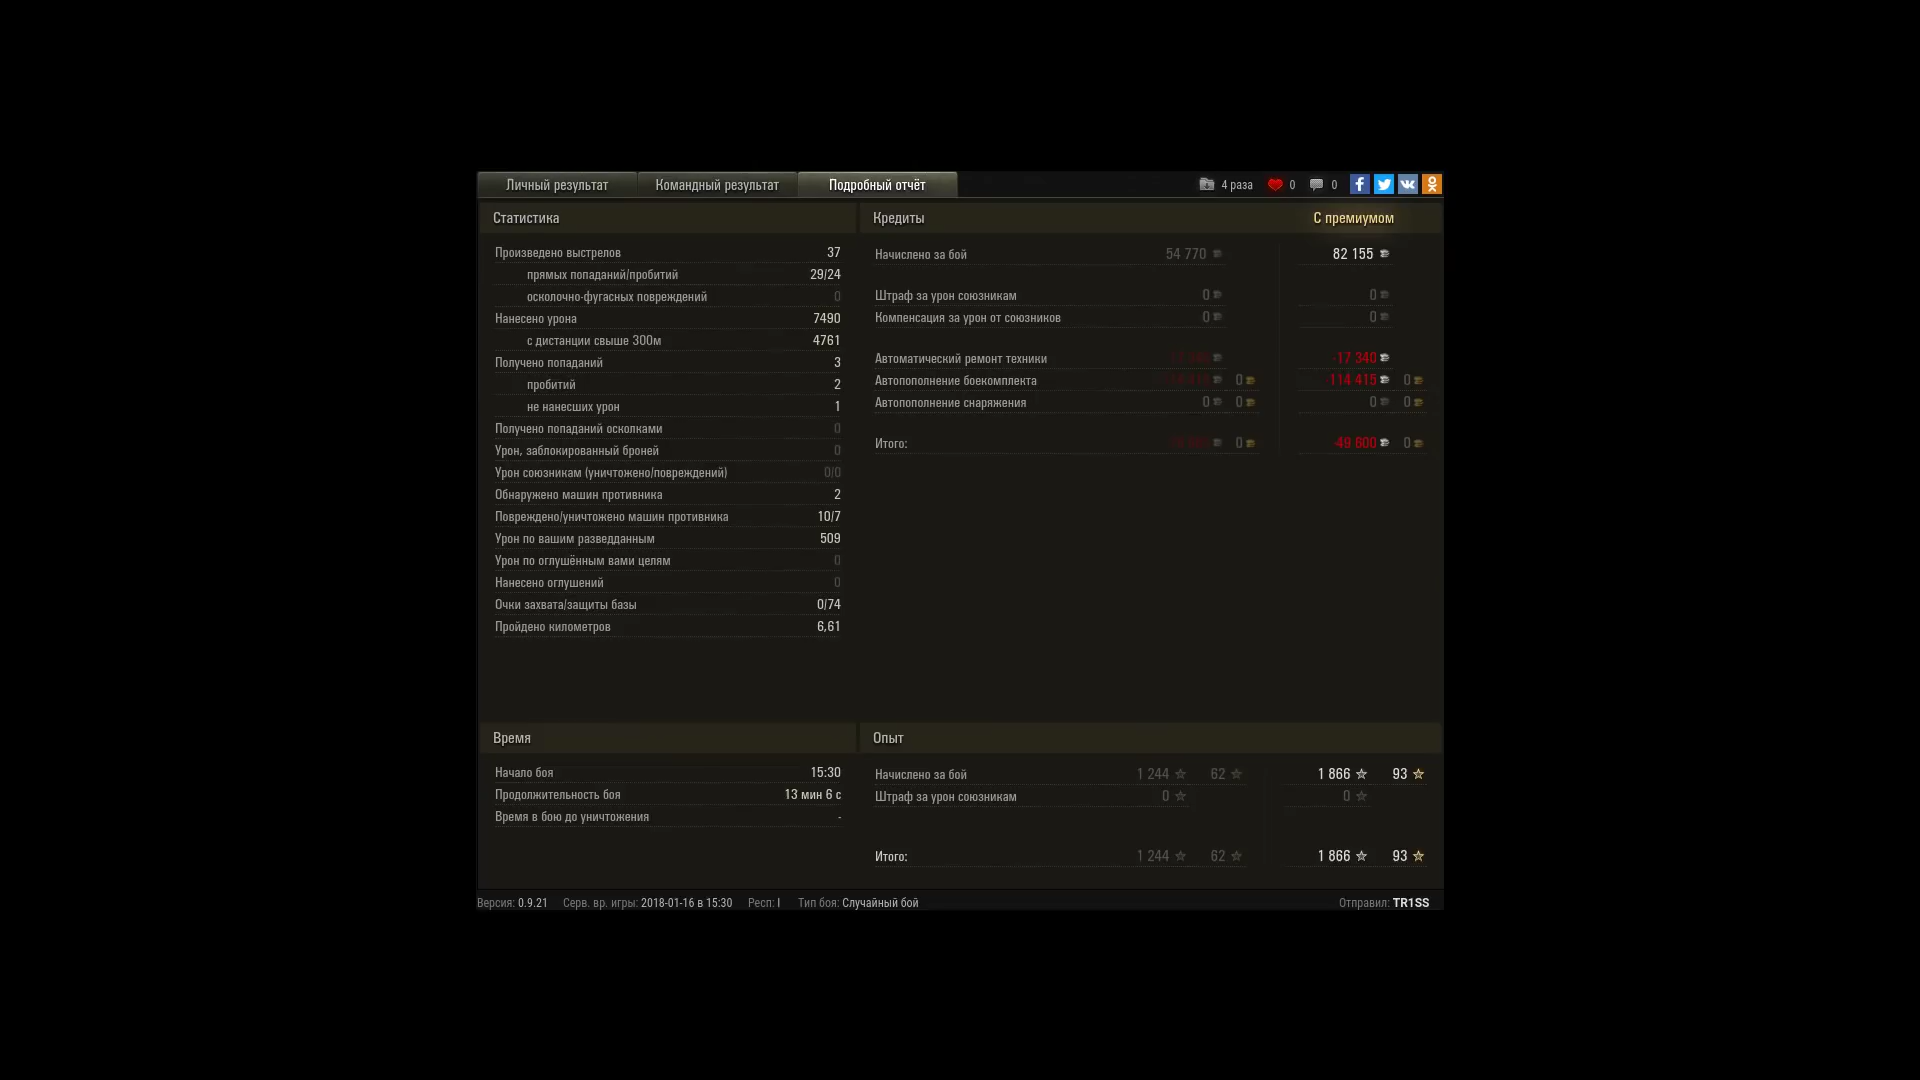 Личный результат Командный результат Подробный отчёт 4 раза 0 0
Статистика
Произведено выстрелов 37
прямых попаданий/пробитий 29/24
осколочно-фугасных повреждений 0
Нанесено урона 7490
с дистанции свыше 300м 4761
Получено попаданий 3
пробитий 2
не нанесших урон 1
Получено попаданий осколками 0
Урон, заблокированный броней 0
Урон союзникам (уничтожено/повреждений) 0/0
Обнаружено машин противника 2
Повреждено/уничтожено машин противника 10/7
Урон по вашим разведданным 509
Урон по оглушённым вами целям 0
Нанесено оглушений 0
Очки захвата/защиты базы 0/74
Пройдено километров 6,61
Кредиты С премиумом
Начислено за бой 54 770 82 155
Штраф за урон союзникам 0 0
Компенсация за урон от союзников 0 0
Автоматический ремонт техники -17 340
Автопополнение боекомплекта 0 -114 415 0
Автопополнение снаряжения 0 0 0 0
Итого: 0 -49 600 0
Время
Начало боя 15:30
Продолжительность боя 13 мин 6 с
Время в бою до уничтожения -
Опыт
Начислено за бой 1 244 62 1 866 93
Штраф за урон союзникам 0 0
Итого: 1 244 62 1 866 93
Версия: 0.9.21 Серв. вр. игры: 2018-01-16 в 15:30 Респ: I Тип боя: Случайный бой Отправил: TR1SS